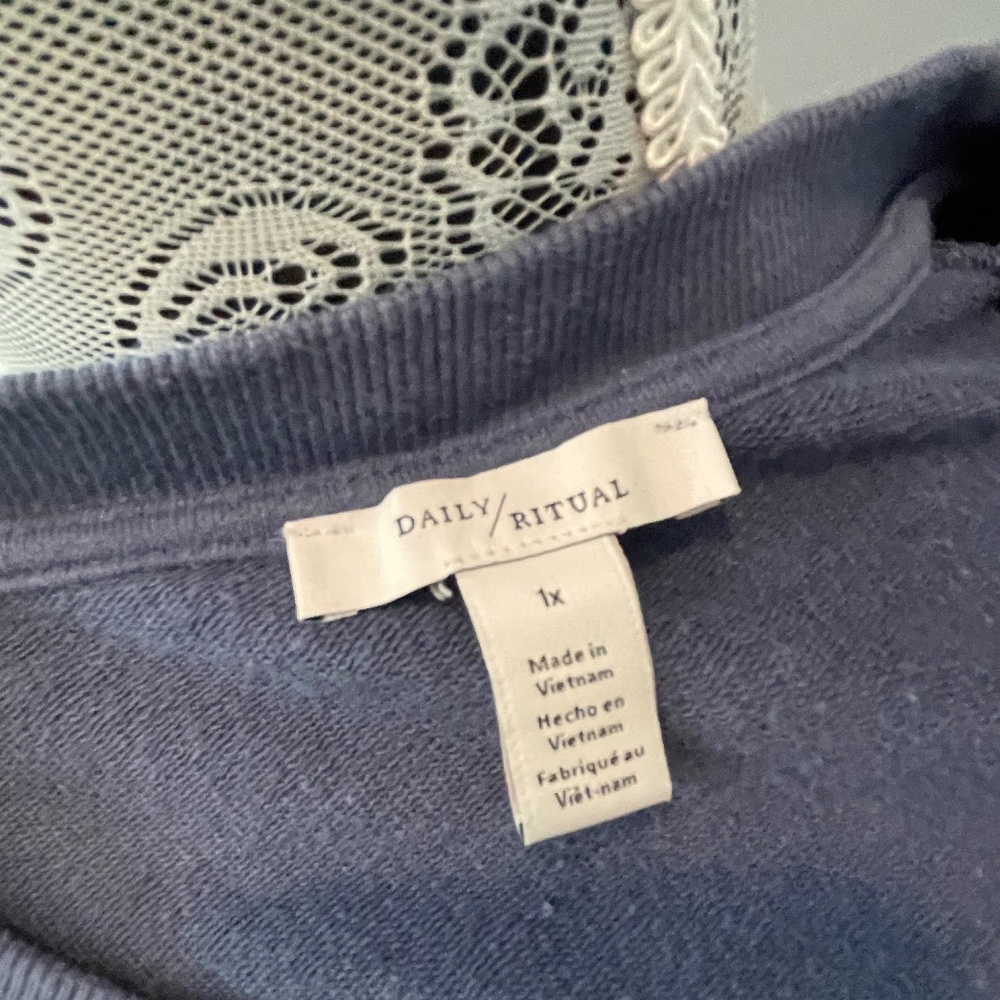 DAILY/RITUAL
1x
Made in
Vietnam
Hecho en
Vietnam
Fabriqué au
Viêt-nam